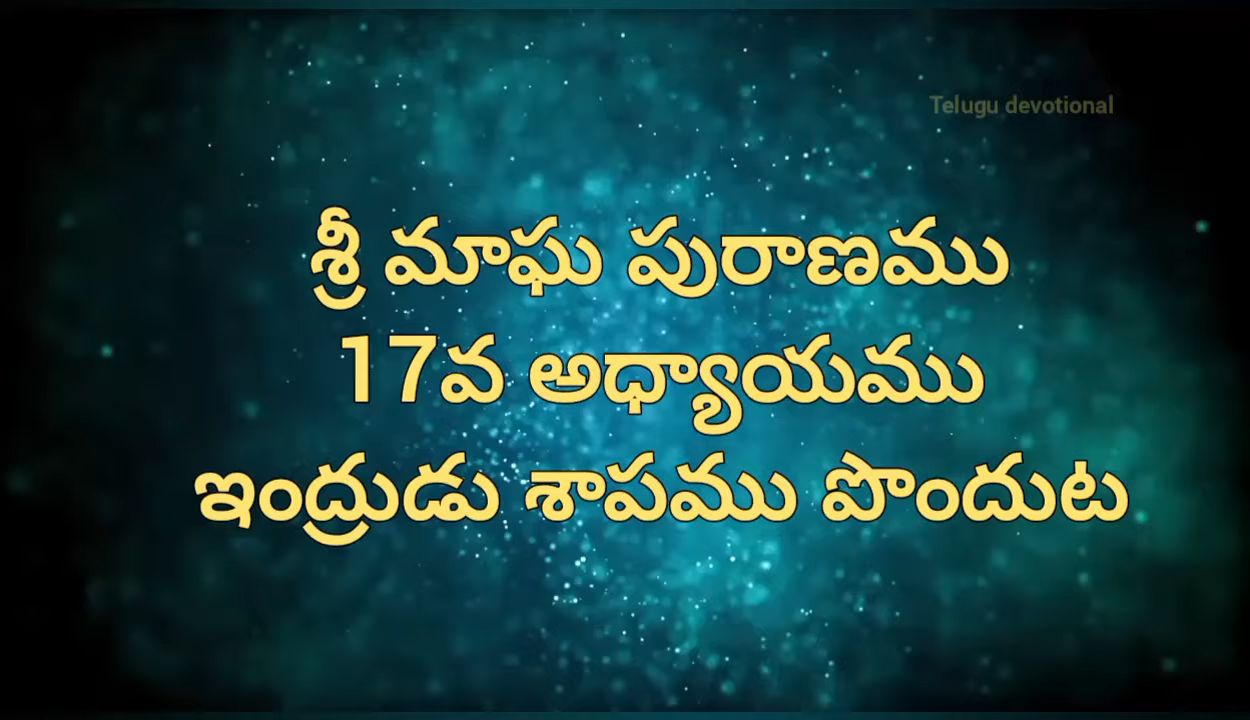 Telugu devotional
శ్రీ మాఘ పురాణము
17వ అధ్యాయము
ఇంద్రుడు శాపము పొందుట